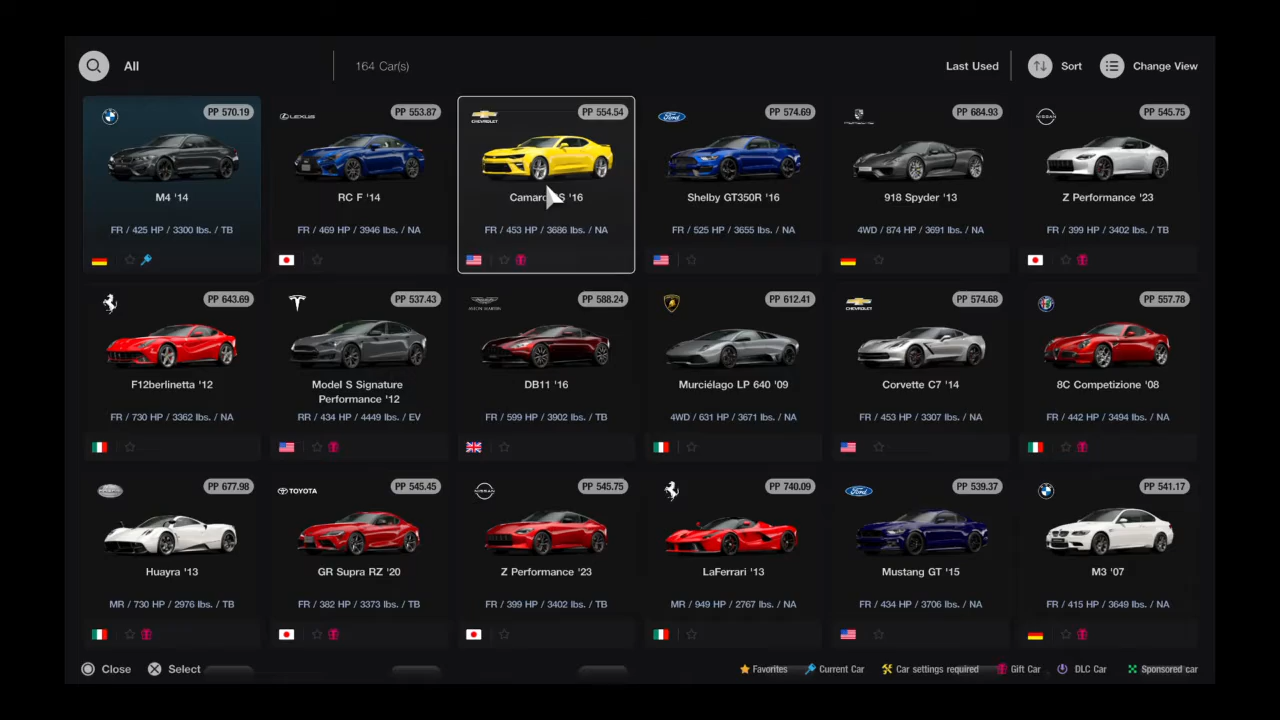 All
164 Car(s)
Last Used
Sort
Change View
PP 570.19
M4 '14
FR / 425 HP / 3300 lbs. / TB
LEXUS
PP 553.87
RC F '14
FR / 469 HP / 3946 lbs. / NA
CHEVROLET
PP 554.54
Camaro SS '16
FR / 453 HP / 3686 lbs. / NA
Ford
PP 574.69
Shelby GT350R '16
FR / 525 HP / 3655 lbs. / NA
PP 684.93
918 Spyder '13
4WD / 874 HP / 3691 lbs. / NA
NISSAN
PP 545.75
Z Performance '23
FR / 399 HP / 3402 lbs. / TB
PP 643.69
F12berlinetta '12
FR / 730 HP / 3362 lbs. / NA
PP 537.43
Model S Signature
Performance '12
RR / 434 HP / 4449 lbs. / EV
ASTON MARTIN
PP 588.24
DB11 '16
FR / 599 HP / 3902 lbs. / TB
PP 612.41
Murciélago LP 640 '09
4WD / 631 HP / 3671 lbs. / NA
CHEVROLET
PP 574.68
Corvette C7 '14
FR / 453 HP / 3307 lbs. / NA
PP 557.78
8C Competizione '08
FR / 442 HP / 3494 lbs. / NA
PP 677.98
Huayra '13
MR / 730 HP / 2976 lbs. / TB
TOYOTA
PP 545.45
GR Supra RZ '20
FR / 382 HP / 3373 lbs. / TB
NISSAN
PP 545.75
Z Performance '23
FR / 399 HP / 3402 lbs. / TB
PP 740.09
LaFerrari '13
MR / 949 HP / 2767 lbs. / NA
Ford
PP 539.37
Mustang GT '15
FR / 434 HP / 3706 lbs. / NA
PP 541.17
M3 '07
FR / 415 HP / 3649 lbs. / NA
Close
Select
Favorites
Current Car
Car settings required
Gift Car
DLC Car
Sponsored car